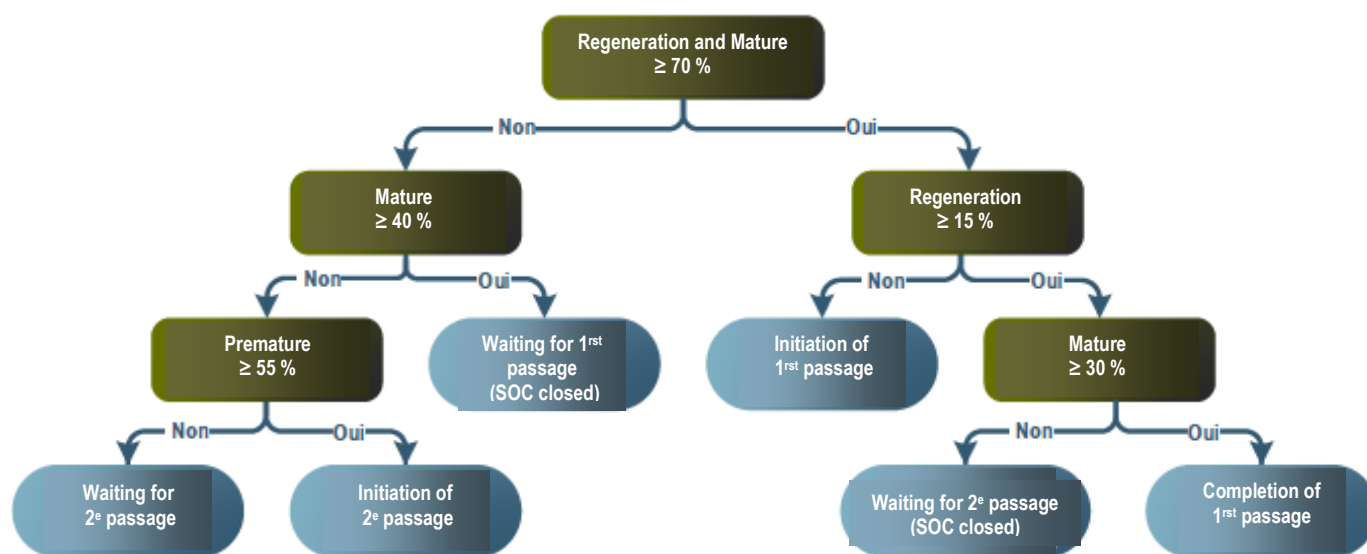 Regeneration and Mature
≥ 70 %
Non
Oui
Mature
≥ 40 %
Regeneration
≥ 15 %
Non
Oui
Non
Oui
Premature
≥ 55 %
Waiting for 1rst
passage
(SOC closed)
Initiation of
1rst passage
Mature
≥ 30 %
Non
Oui
Non
Oui
Waiting for
2e passage
Initiation of
2e passage
Waiting for 2e passage
(SOC closed)
Completion of
1rst passage